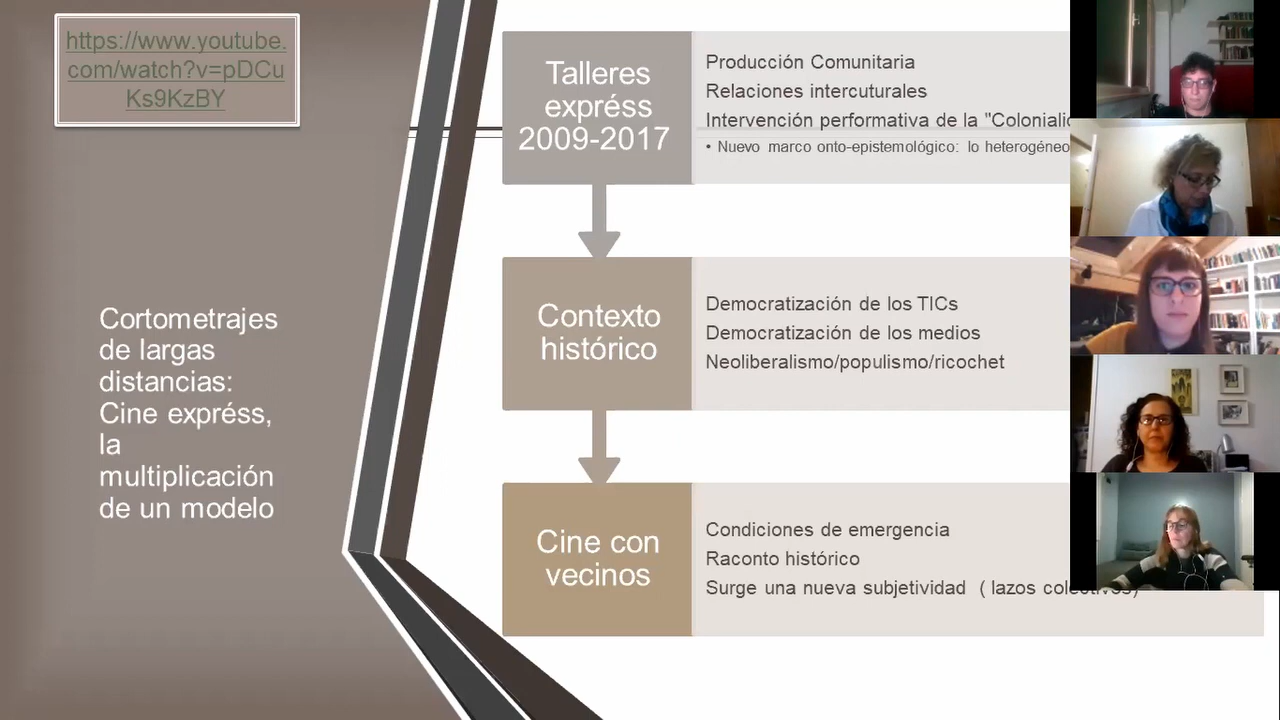 https://www.youtube.
com/watch?v=pDCu
Ks9KzBY
Cortometrajes
de largas
distancias:
Cine expréss,
la
multiplicación
de un modelo
Talleres
expréss
2009-2017
Producción Comunitaria
Relaciones intercuturales
Intervención performativa de la
• Nuevo marco onto-epistemológico: lo heterogéneo
Contexto
histórico
Democratización de los TICs
Democratización de los medios
Neoliberalismo/populismo/ricochet
Cine con
vecinos
Condiciones de emergencia
Raconto histórico
Surge una nueva subjetividad ( lazos colectivos)